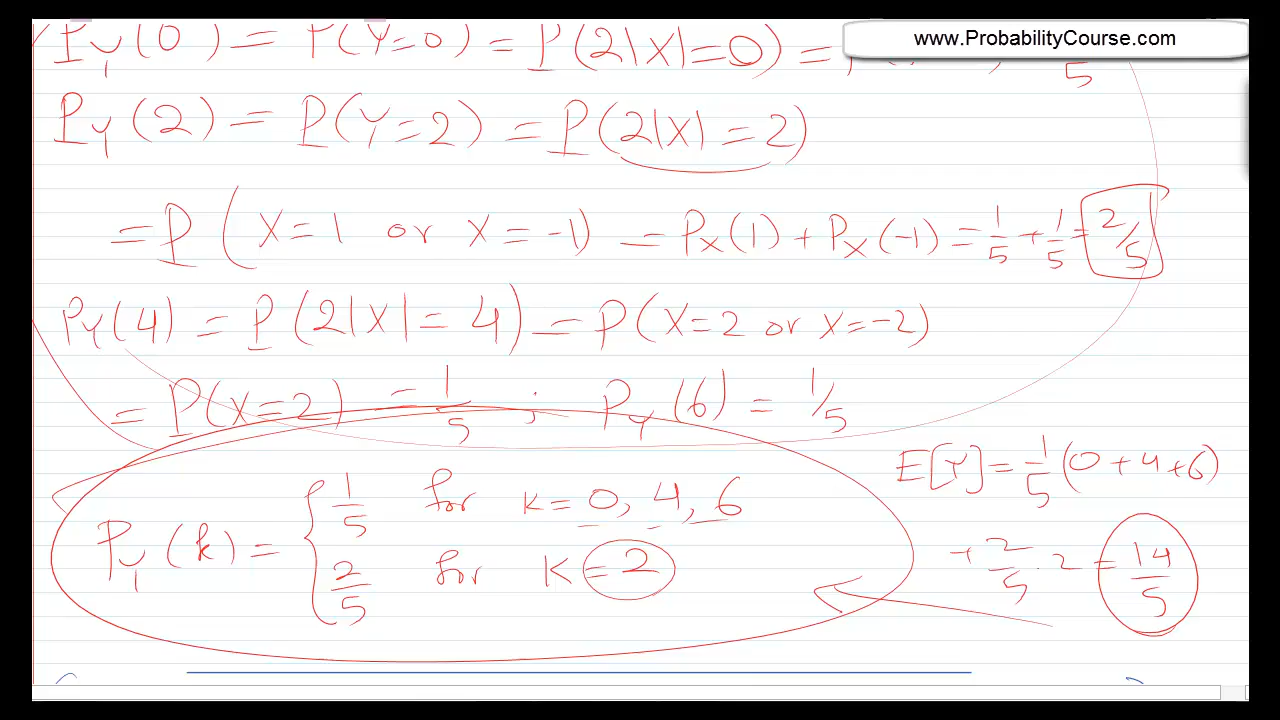 www.ProbabilityCourse.com
P_Y(0) = P(Y=0) = P(2|X|=0) =
5
P_Y(2) = P(Y=2) = P(2|X|=2)
= P(X=1 or X=-1) = P_X(1) + P_X(-1) = 1/5 + 1/5 = 2/5
P_Y(4) = P(2|X|=4) = P(X=2 or X=-2)
= P(X=2) = 1/5 ; P_Y(6) = 1/5
P_Y(k) = { 1/5 for k = 0, 4, 6
2/5 for k = 2
E[Y] = 1/5 (0+4+6)
+ 2/5 · 2 = 14/5